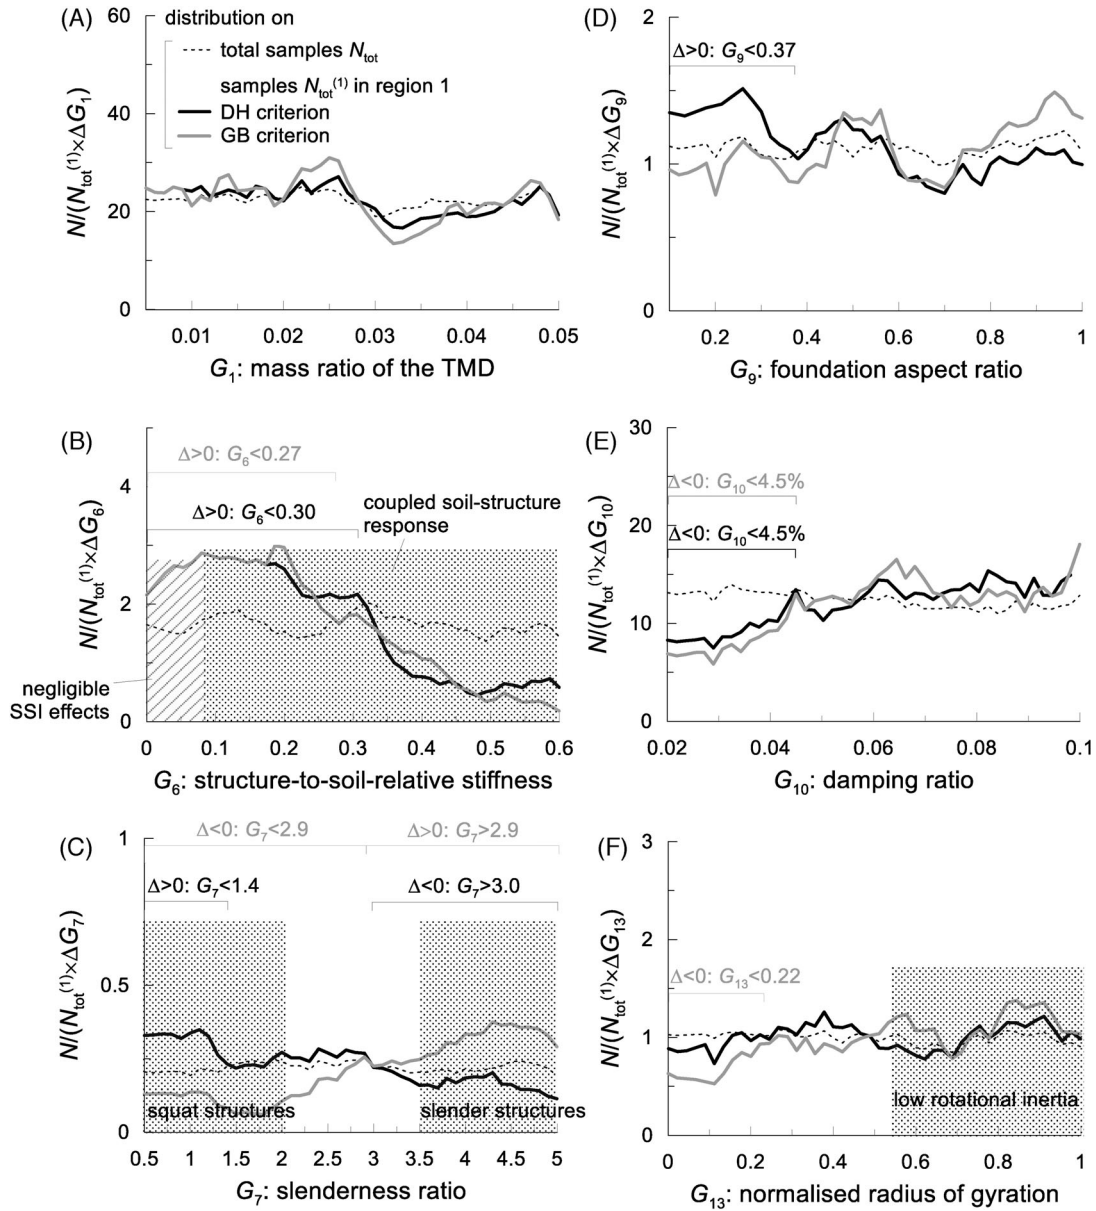 (A)
60
40
20
0
N/(N_tot^(1)×ΔG_1)
distribution on
total samples N_tot
samples N_tot^(1) in region 1
DH criterion
GB criterion
0.01 0.02 0.03 0.04 0.05
G_1: mass ratio of the TMD
(D)
2
1.5
1
0.5
0
N/(N_tot^(1)×ΔG_9)
Δ>0: G_9<0.37
0.2 0.4 0.6 0.8 1
G_9: foundation aspect ratio
(B)
4
2
0
N/(N_tot^(1)×ΔG_6)
Δ>0: G_6<0.27
Δ>0: G_6<0.30
coupled soil-structure
response
negligible
SSI effects
0 0.1 0.2 0.3 0.4 0.5 0.6
G_6: structure-to-soil-relative stiffness
(E)
30
20
10
0
N/(N_tot^(1)×ΔG_10)
Δ<0: G_10<4.5%
Δ<0: G_10<4.5%
0.02 0.04 0.06 0.08 0.1
G_10: damping ratio
(C)
1
0.5
0
N/(N_tot^(1)×ΔG_7)
Δ<0: G_7<2.9
Δ>0: G_7>2.9
Δ>0: G_7<1.4
Δ<0: G_7>3.0
squat structures
slender structures
0.5 1 1.5 2 2.5 3 3.5 4 4.5 5
G_7: slenderness ratio
(F)
3
2
1
0
N/(N_tot^(1)×ΔG_13)
Δ<0: G_13<0.22
low rotational inertia
0 0.2 0.4 0.6 0.8 1
G_13: normalised radius of gyration